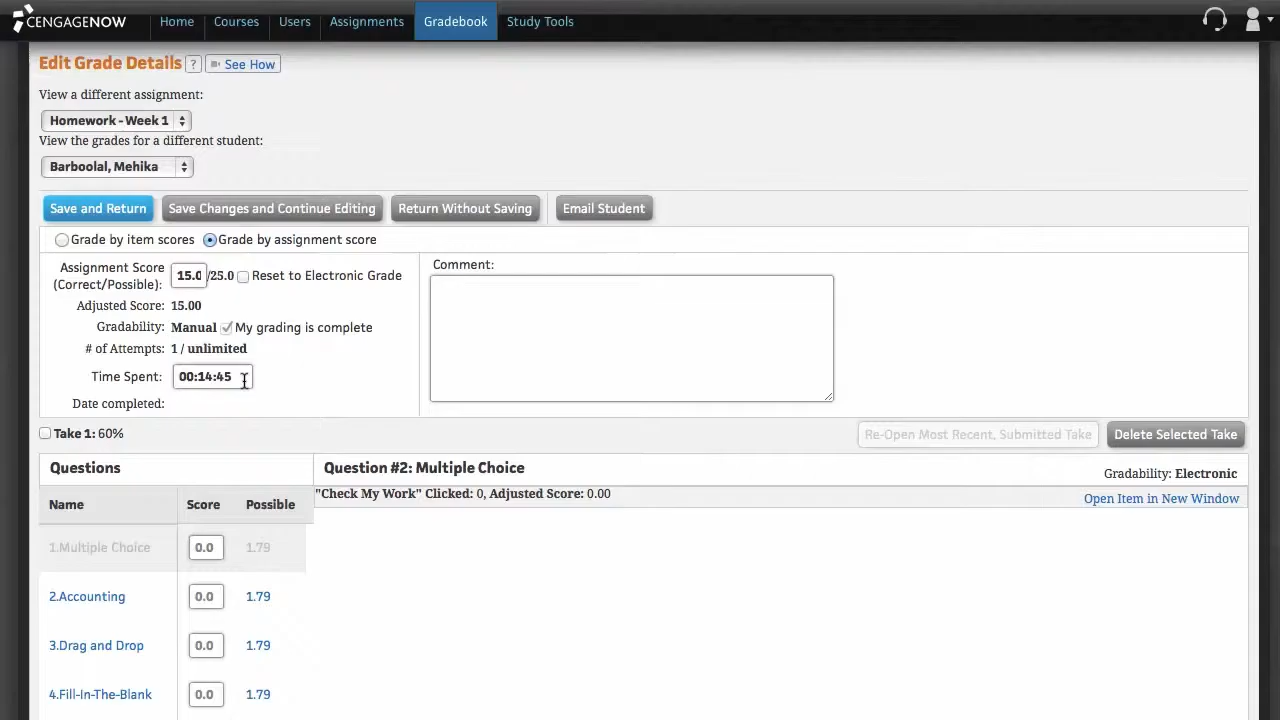 CENGAGENOW Home Courses Users Assignments Gradebook Study Tools
Edit Grade Details ? See How
View a different assignment:
Homework - Week 1
View the grades for a different student:
Barboolal, Mehika
Save and Return Save Changes and Continue Editing Return Without Saving Email Student
Grade by item scores Grade by assignment score
Assignment Score (Correct/Possible): 15.0 /25.0 Reset to Electronic Grade
Adjusted Score: 15.00
Gradability: Manual My grading is complete
# of Attempts: 1 / unlimited
Time Spent: 00:14:45
Date completed:
Comment:
Take 1: 60% Re-Open Most Recent, Submitted Take Delete Selected Take
Questions Question #2: Multiple Choice Gradability: Electronic
"Check My Work" Clicked: 0, Adjusted Score: 0.00 Open Item in New Window
Name Score Possible
1.Multiple Choice 0.0 1.79
2.Accounting 0.0 1.79
3.Drag and Drop 0.0 1.79
4.Fill-In-The-Blank 0.0 1.79